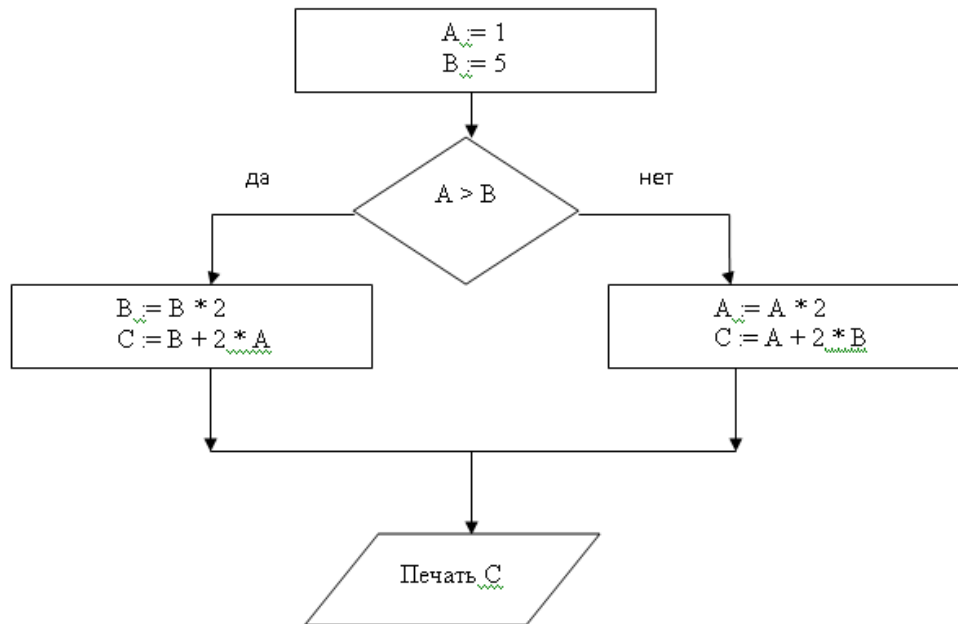 A := 1
B := 5
A > B
да
нет
B := B * 2
C := B + 2 * A
A := A * 2
C := A + 2 * B
Печать C